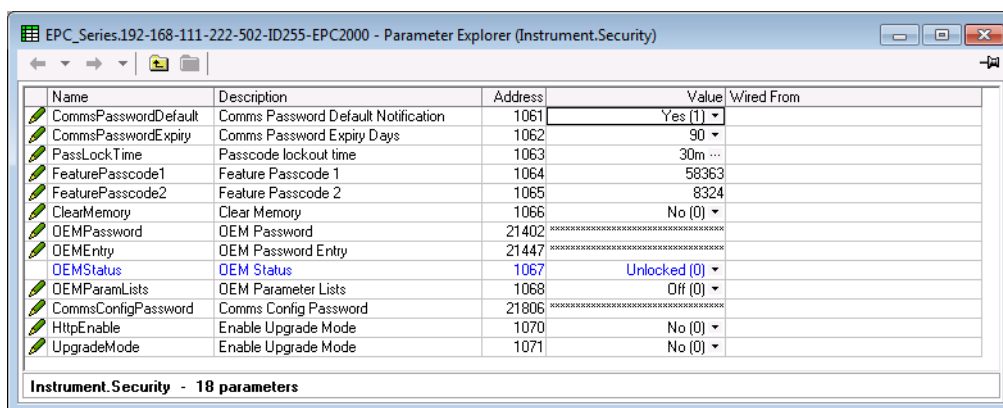 EPC_Series.192-168-111-222-502-ID255-EPC2000 - Parameter Explorer (Instrument.Security)
Name Description Address Value Wired From
CommsPasswordDefault Comms Password Default Notification 1061 Yes (1)
CommsPasswordExpiry Comms Password Expiry Days 1062 90
PassLockTime Passcode lockout time 1063 30m ...
FeaturePasscode1 Feature Passcode 1 1064 58363
FeaturePasscode2 Feature Passcode 2 1065 8324
ClearMemory Clear Memory 1066 No (0)
OEMPassword OEM Password 21402 **********************************
OEMEntry OEM Password Entry 21447 **********************************
OEMStatus OEM Status 1067 Unlocked (0)
OEMParamLists OEM Parameter Lists 1068 Off (0)
CommsConfigPassword Comms Config Password 21806 **********************************
HttpEnable Enable Upgrade Mode 1070 No (0)
UpgradeMode Enable Upgrade Mode 1071 No (0)
Instrument.Security - 18 parameters